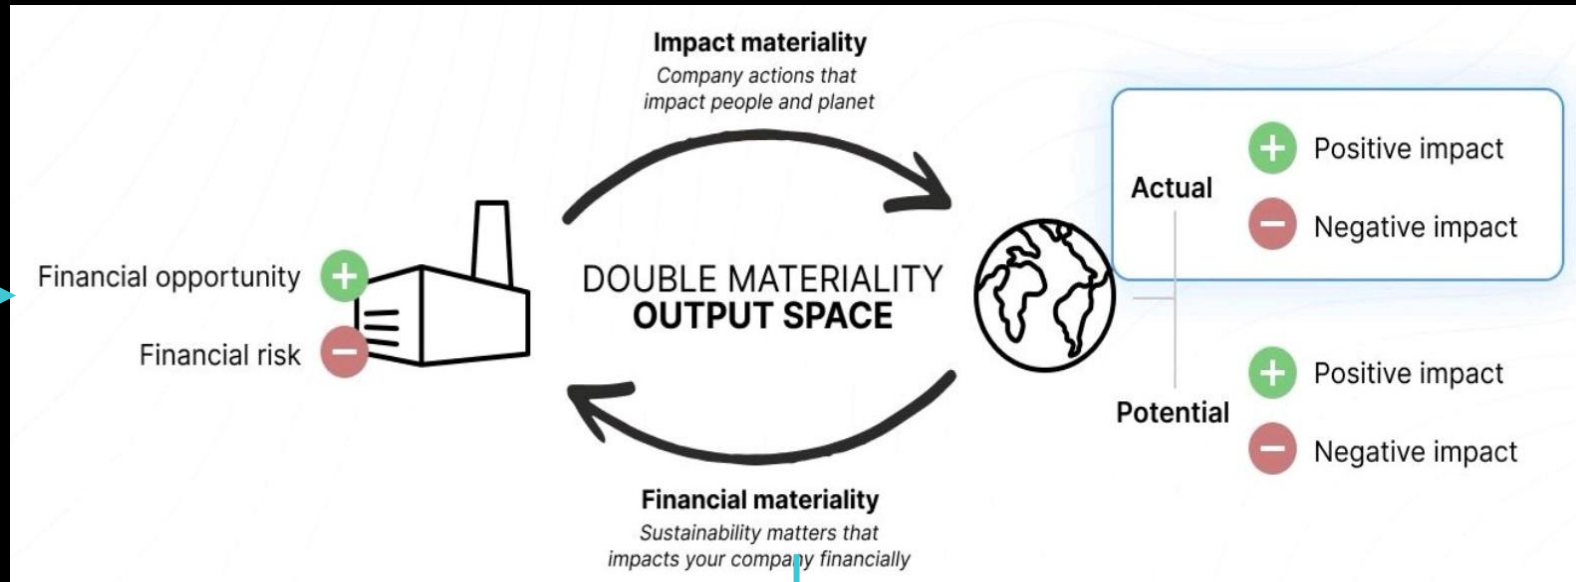 Impact materiality
Company actions that
impact people and planet
Financial opportunity
Financial risk
DOUBLE MATERIALITY
OUTPUT SPACE
Actual
Positive impact
Negative impact
Potential
Positive impact
Negative impact
Financial materiality
Sustainability matters that
impacts your company financially